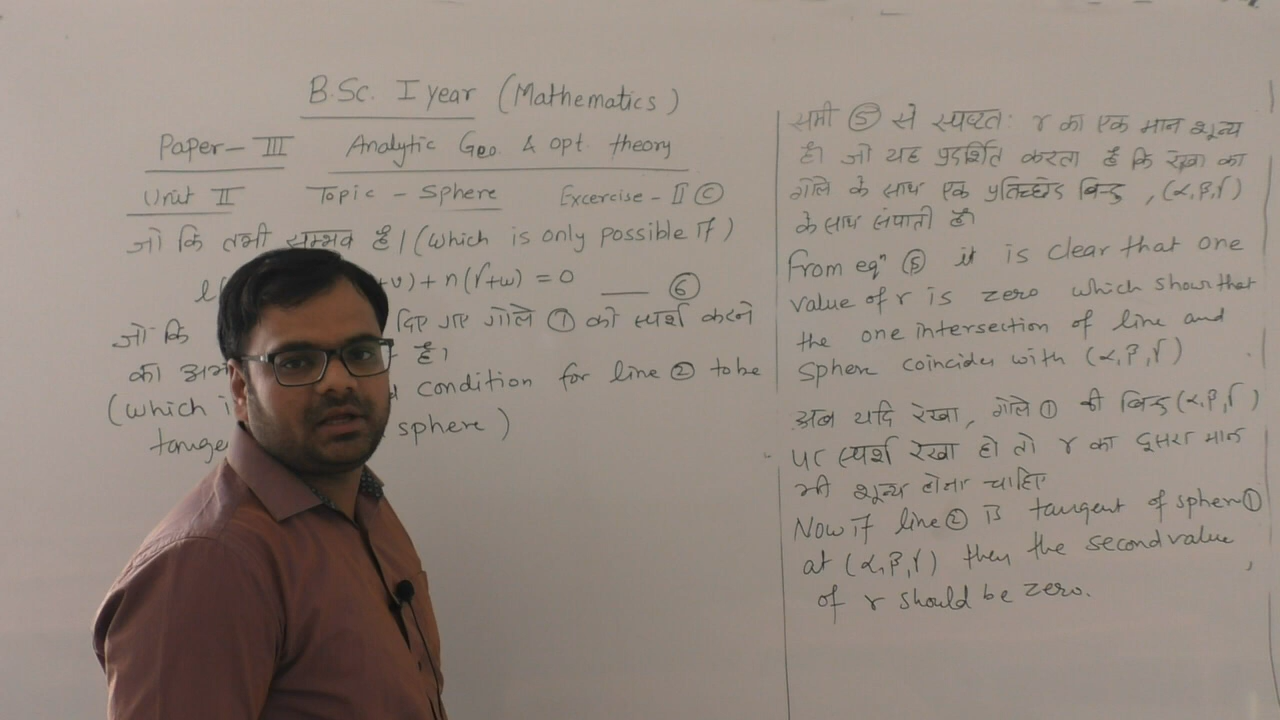 B.Sc. I year (Mathematics)
Paper-III Analytic Geo. & opt. theory
Unit II Topic - Sphere Excercise - II (C)
जो कि तभी सम्भव है। (which is only possible if)
l( +v) + n(γ+w) = 0 — ⑥
जो कि दिए गए गोले ① को स्पर्श करने
का अभ है।
(which i condition for line ② to be
tange sphere)
समी ⑤ से स्पष्टतः r का एक मान शून्य
है। जो यह प्रदर्शित करता है कि रेखा का
गोले के साथ एक प्रतिच्छेद बिन्दु, (α,β,γ)
के साथ संपाती है।
From eqn ⑤ it is clear that one
value of r is zero which show that
the one intersection of line and
sphere coincides with (α,β,γ)
अब यदि रेखा, गोले ① की बिन्दु (α,β,γ)
पर स्पर्श रेखा हो तो r का दूसरा मान
भी शून्य होना चाहिए
Now if line ② is tangent of sphere ①
at (α,β,γ) then the second value
of r should be zero.